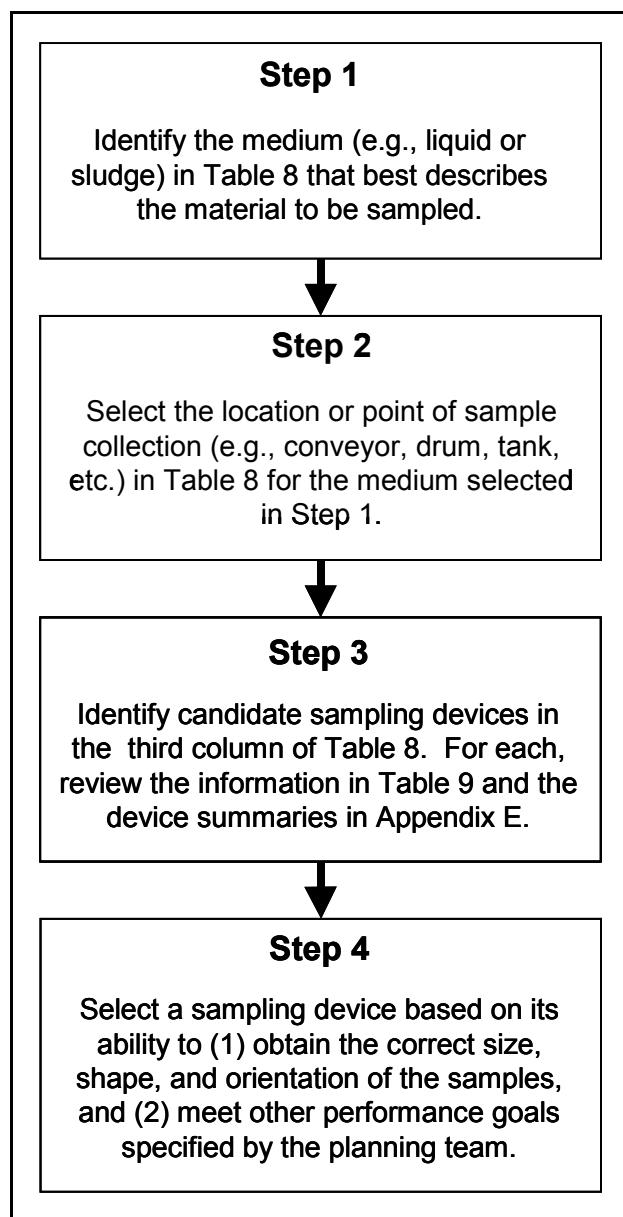 Step 1
Identify the medium (e.g., liquid or
sludge) in Table 8 that best describes
the material to be sampled.
Step 2
Select the location or point of sample
collection (e.g., conveyor, drum, tank,
etc.) in Table 8 for the medium selected
in Step 1.
Step 3
Identify candidate sampling devices in
the third column of Table 8. For each,
review the information in Table 9 and the
device summaries in Appendix E.
Step 4
Select a sampling device based on its
ability to (1) obtain the correct size,
shape, and orientation of the samples,
and (2) meet other performance goals
specified by the planning team.